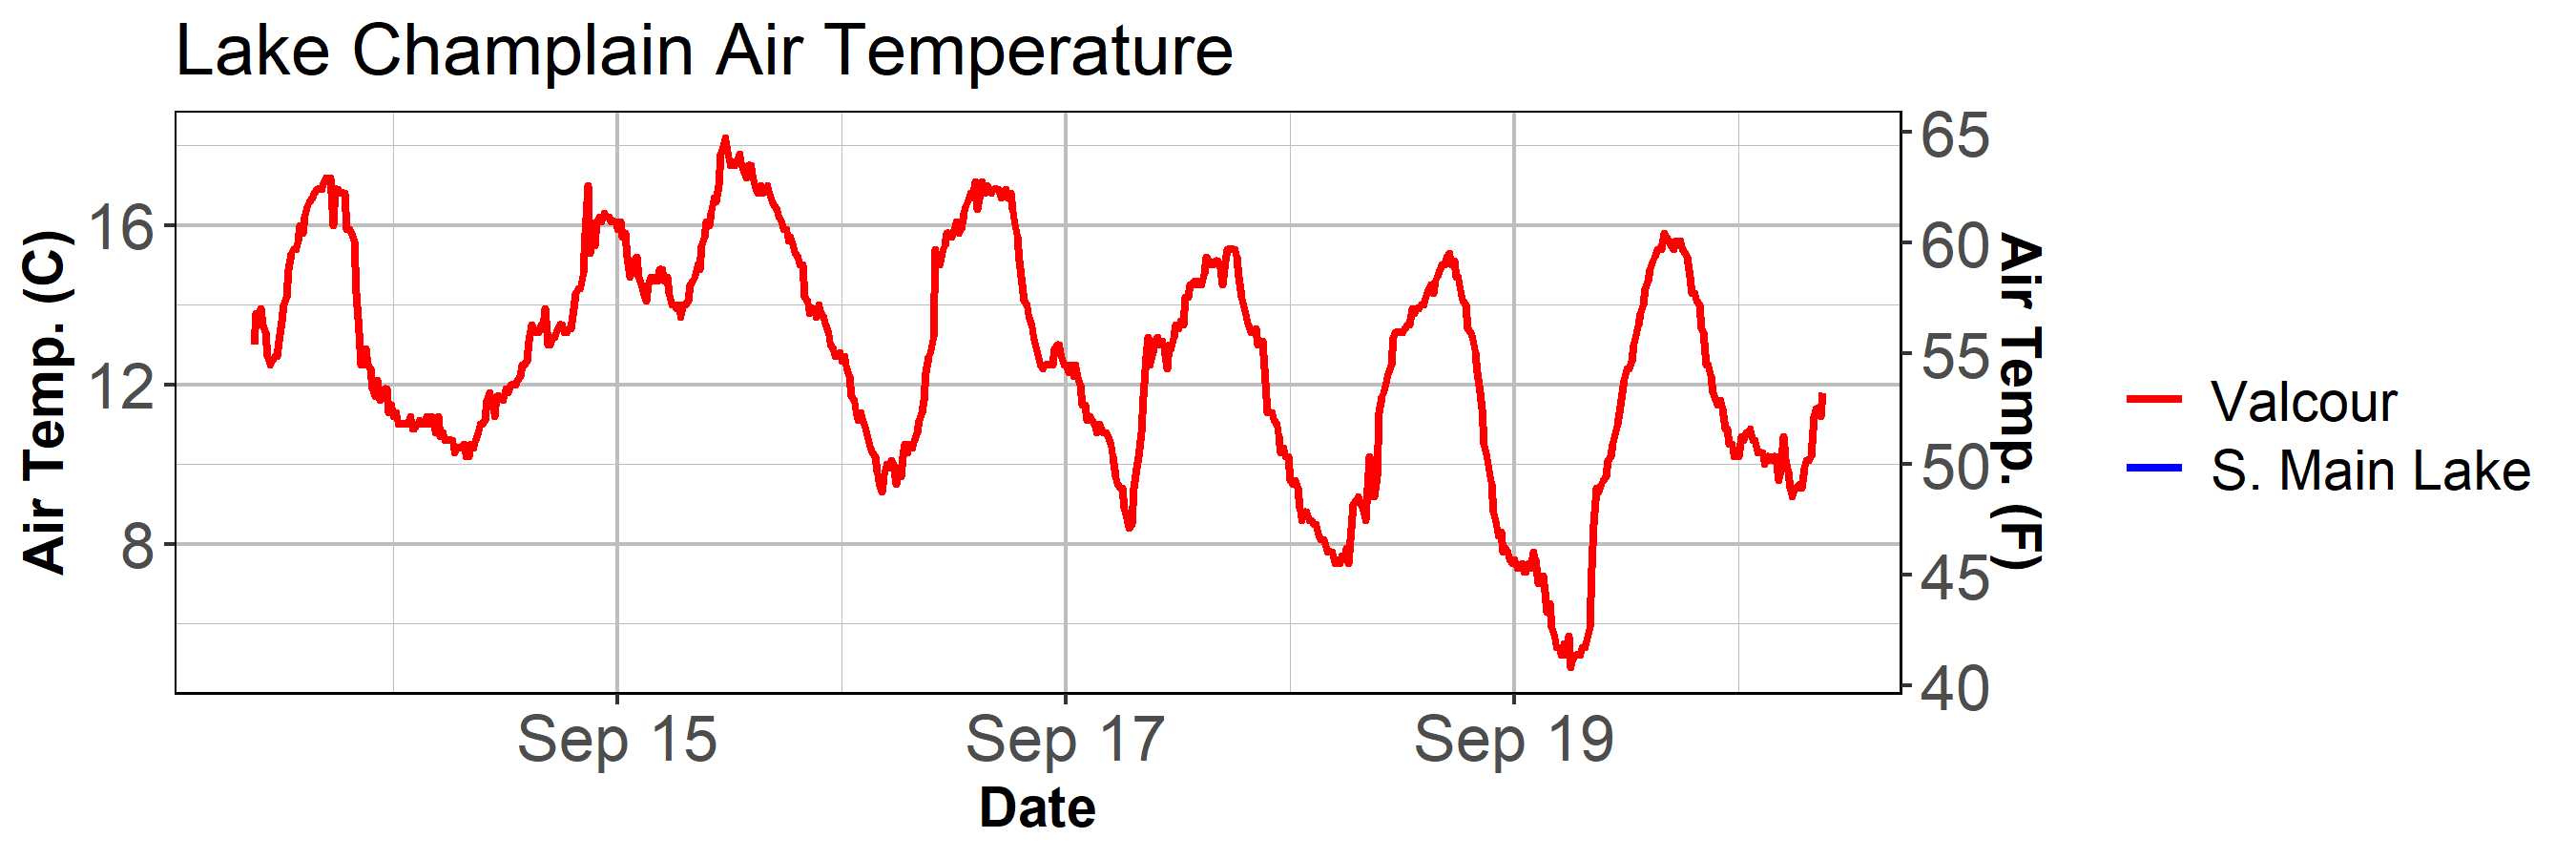 Lake Champlain Air Temperature
Air Temp. (C)
16
12
8
65
60
55
50
45
40
Air Temp. (F)
Sep 15
Sep 17
Sep 19
Date
Valcour
S. Main Lake